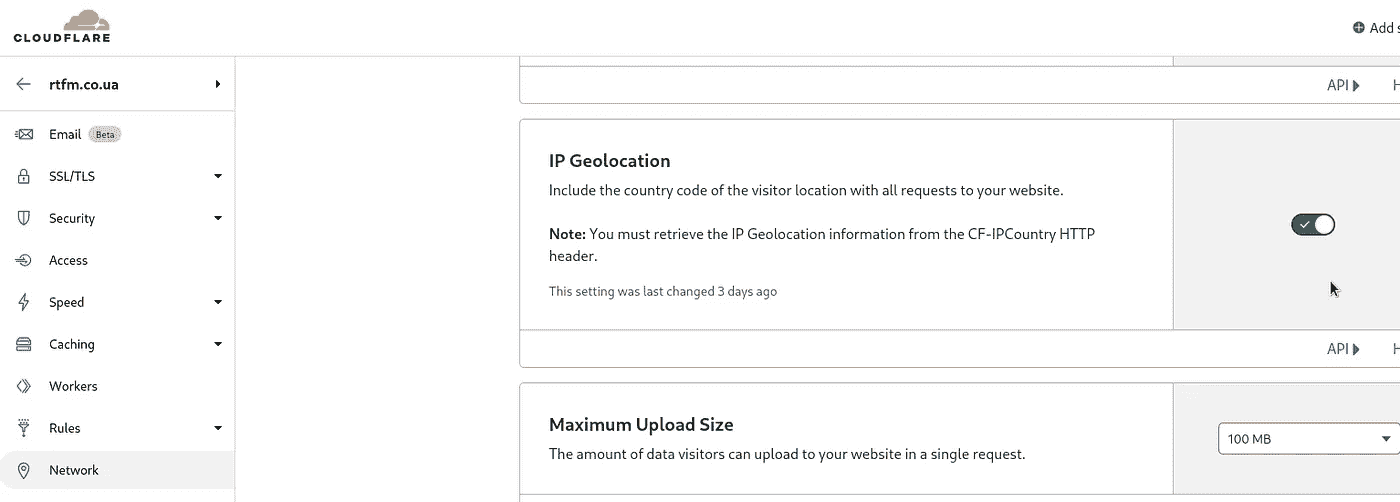 CLOUDFLARE
Add s
rtfm.co.ua
Email Beta
SSL/TLS
Security
Access
Speed
Caching
Workers
Rules
Network
API
H
IP Geolocation
Include the country code of the visitor location with all requests to your website.
Note: You must retrieve the IP Geolocation information from the CF-IPCountry HTTP
header.
This setting was last changed 3 days ago
API
H
Maximum Upload Size
The amount of data visitors can upload to your website in a single request.
100 MB